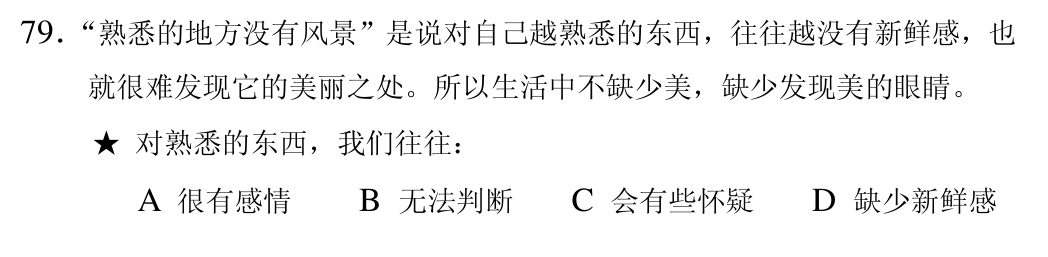 79.“熟悉的地方没有风景”是说对自己越熟悉的东西，往往越没有新鲜感，也
就很难发现它的美丽之处。所以生活中不缺少美，缺少发现美的眼睛。
★ 对熟悉的东西，我们往往：
A 很有感情 B 无法判断 C 会有些怀疑 D 缺少新鲜感